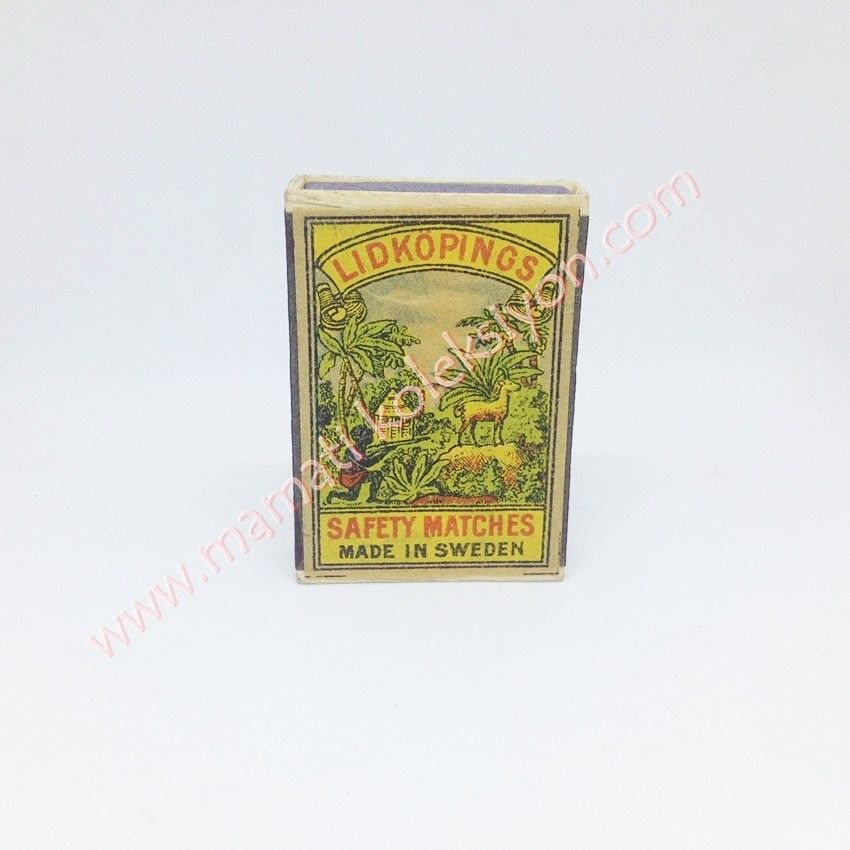 LIDKÖPINGS
SAFETY MATCHES
MADE IN SWEDEN
www.mamatikoleksiyon.com